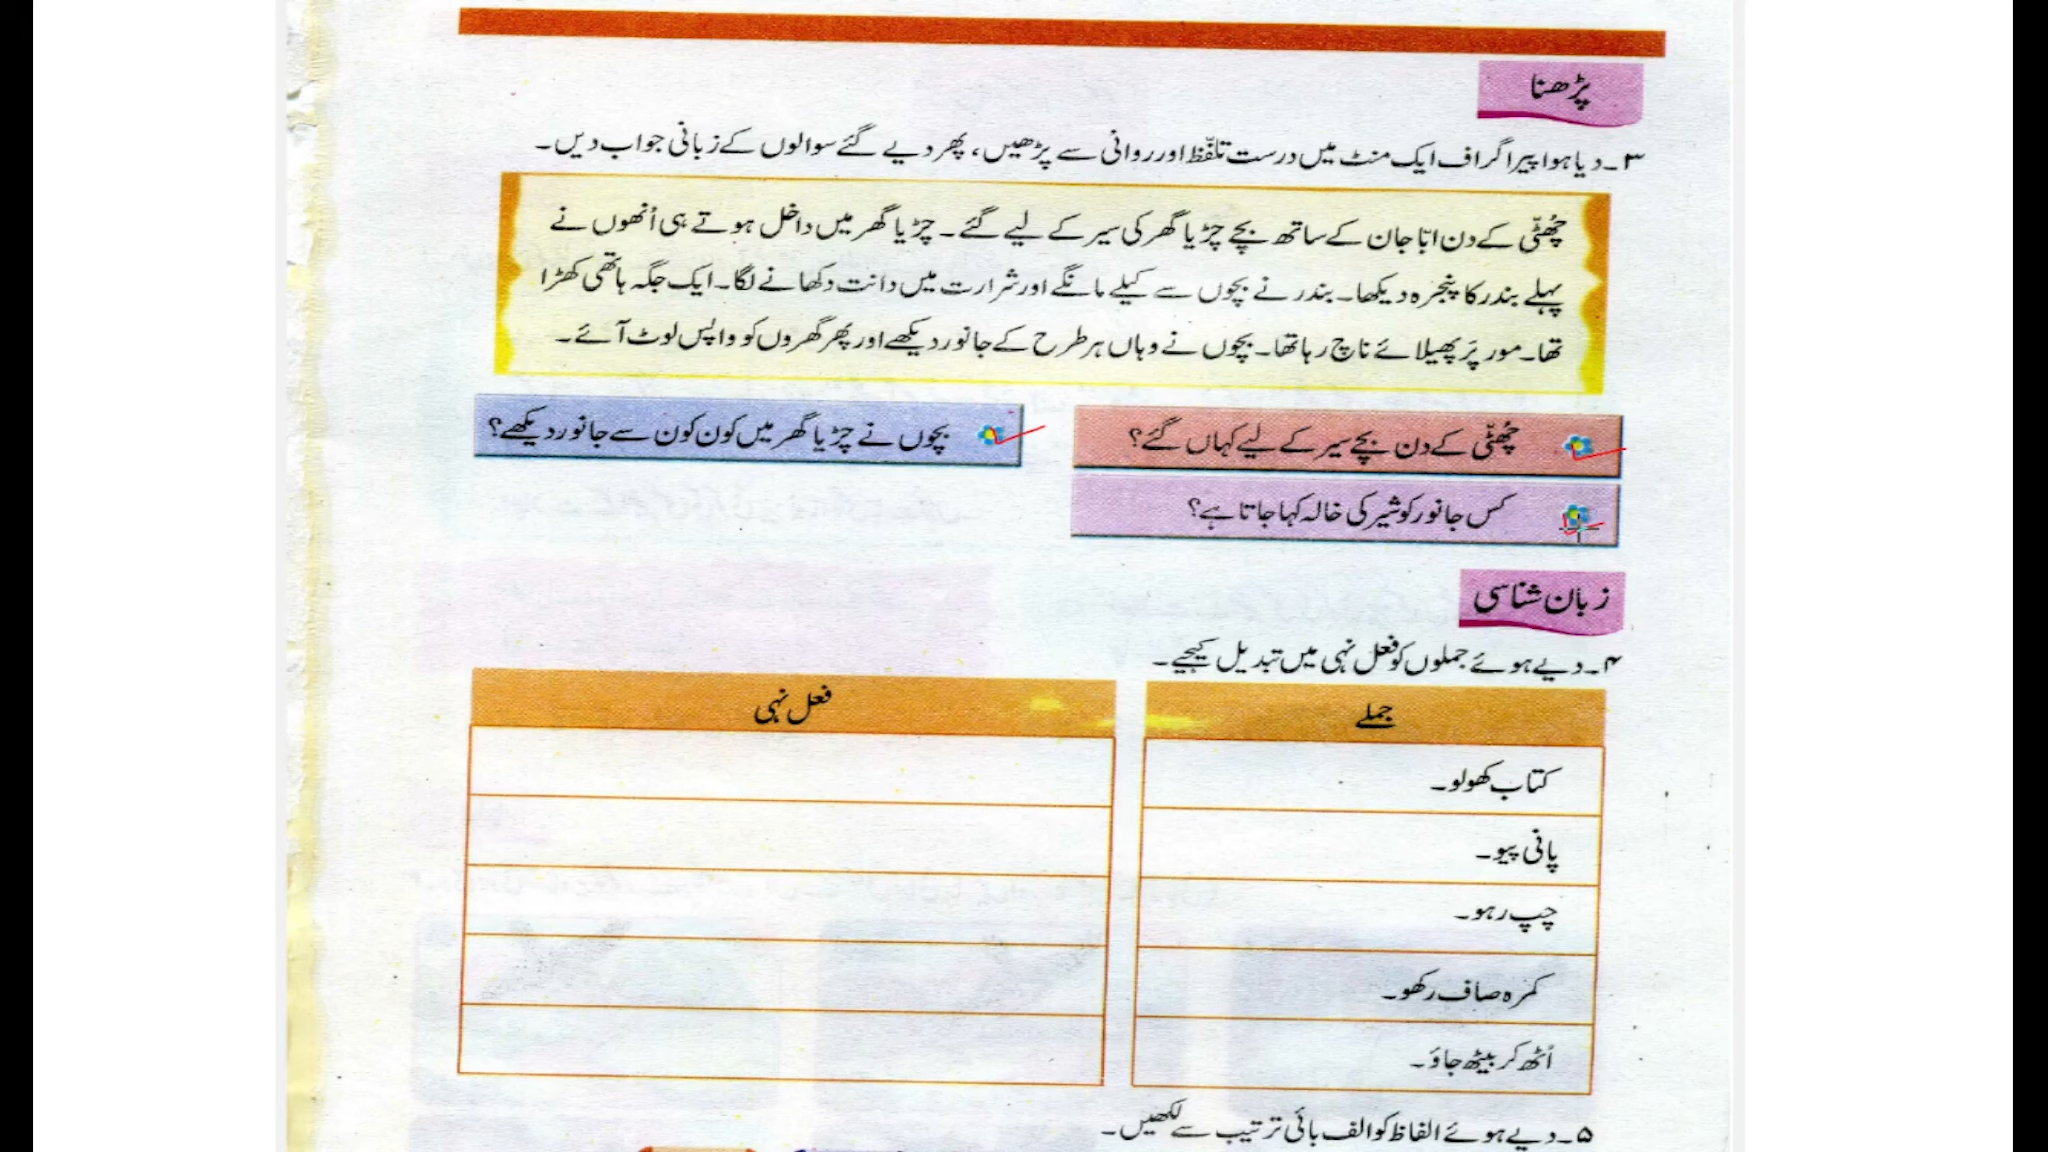 پڑھنا
۳۔ دیا ہوا پیراگراف ایک منٹ میں درست تلفّظ اور روانی سے پڑھیں، پھر دیے گئے سوالوں کے زبانی جواب دیں۔
چُھٹّی کے دن ابّا جان کے ساتھ بچے چڑیا گھر کی سیر کے لیے گئے۔ چڑیا گھر میں داخل ہوتے ہی اُنھوں نے
پہلے بندر کا پنجرہ دیکھا۔ بندر نے بچوں سے کیلے مانگے اور شرارت میں دانت دکھانے لگا۔ ایک جگہ ہاتھی کھڑا
تھا۔ مور پَر پھیلائے ناچ رہا تھا۔ بچوں نے وہاں ہر طرح کے جانور دیکھے اور پھر گھروں کو واپس لوٹ آئے۔
چُھٹّی کے دن بچے سیر کے لیے کہاں گئے؟
بچوں نے چڑیا گھر میں کون کون سے جانور دیکھے؟
کس جانور کو شیر کی خالہ کہا جاتا ہے؟
زبان شناسی
۴۔ دیے ہوئے جملوں کو فعل نہی میں تبدیل کیجیے۔
جملے
فعل نہی
کتاب کھولو۔
پانی پیو۔
چپ رہو۔
کمرہ صاف رکھو۔
اُٹھ کر بیٹھ جاؤ۔
۵۔ دیے ہوئے الفاظ کو الف بائی ترتیب سے لکھیں۔